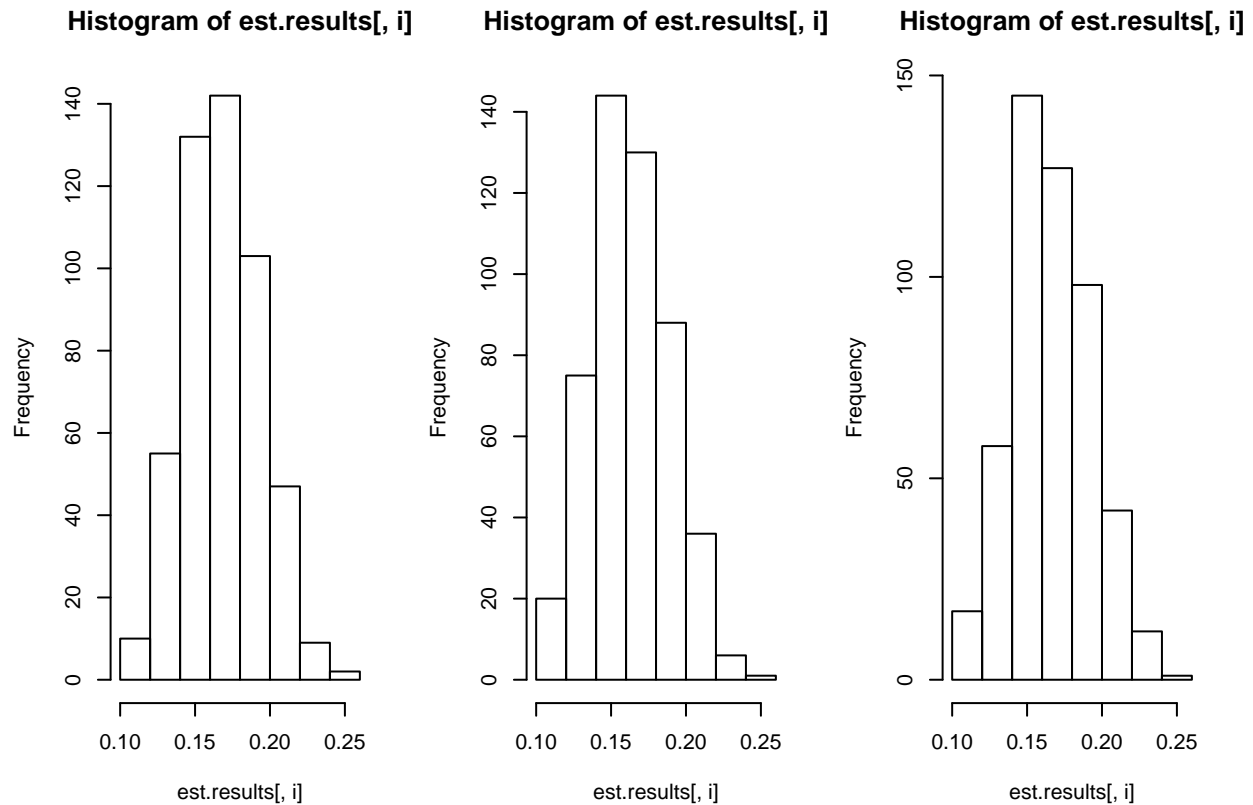 Histogram of est.results[, i]
Frequency
0 20 40 60 80 100 120 140
0.10 0.15 0.20 0.25
est.results[, i]
Histogram of est.results[, i]
Frequency
0 20 40 60 80 100 120 140
0.10 0.15 0.20 0.25
est.results[, i]
Histogram of est.results[, i]
Frequency
0 50 100 150
0.10 0.15 0.20 0.25
est.results[, i]